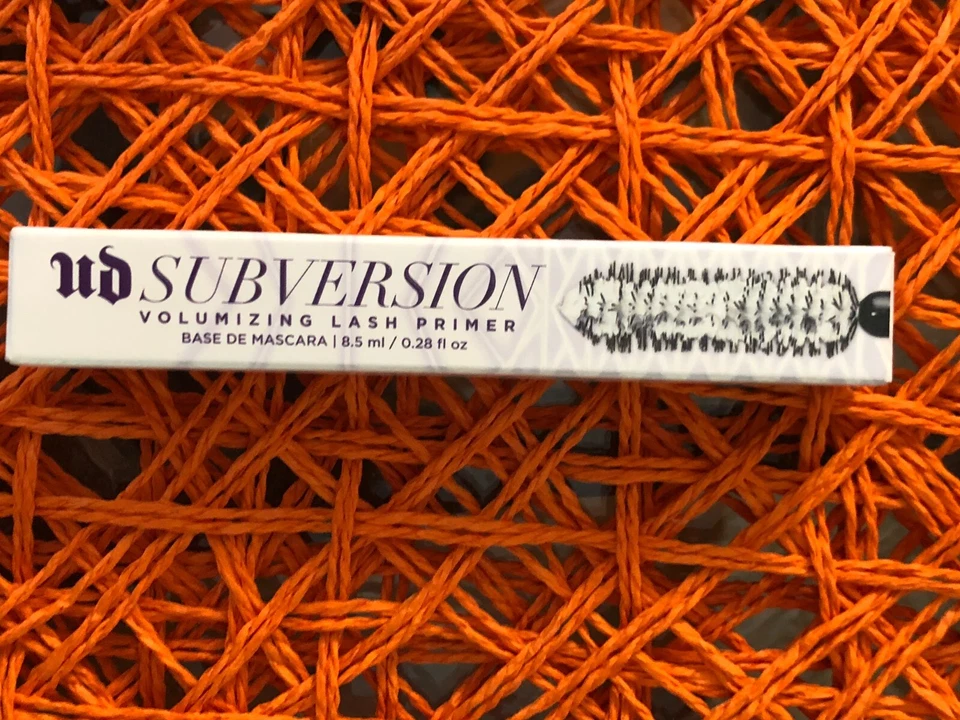 UD SUBVERSION
VOLUMIZING LASH PRIMER
BASE DE MASCARA | 8.5 ml / 0.28 fl oz